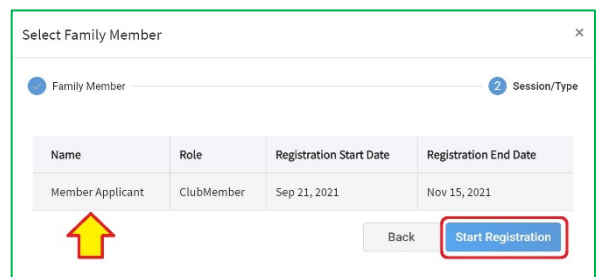 Select Family Member ×
Family Member 2 Session/Type
Name Role Registration Start Date Registration End Date
Member Applicant ClubMember Sep 21, 2021 Nov 15, 2021
Back Start Registration